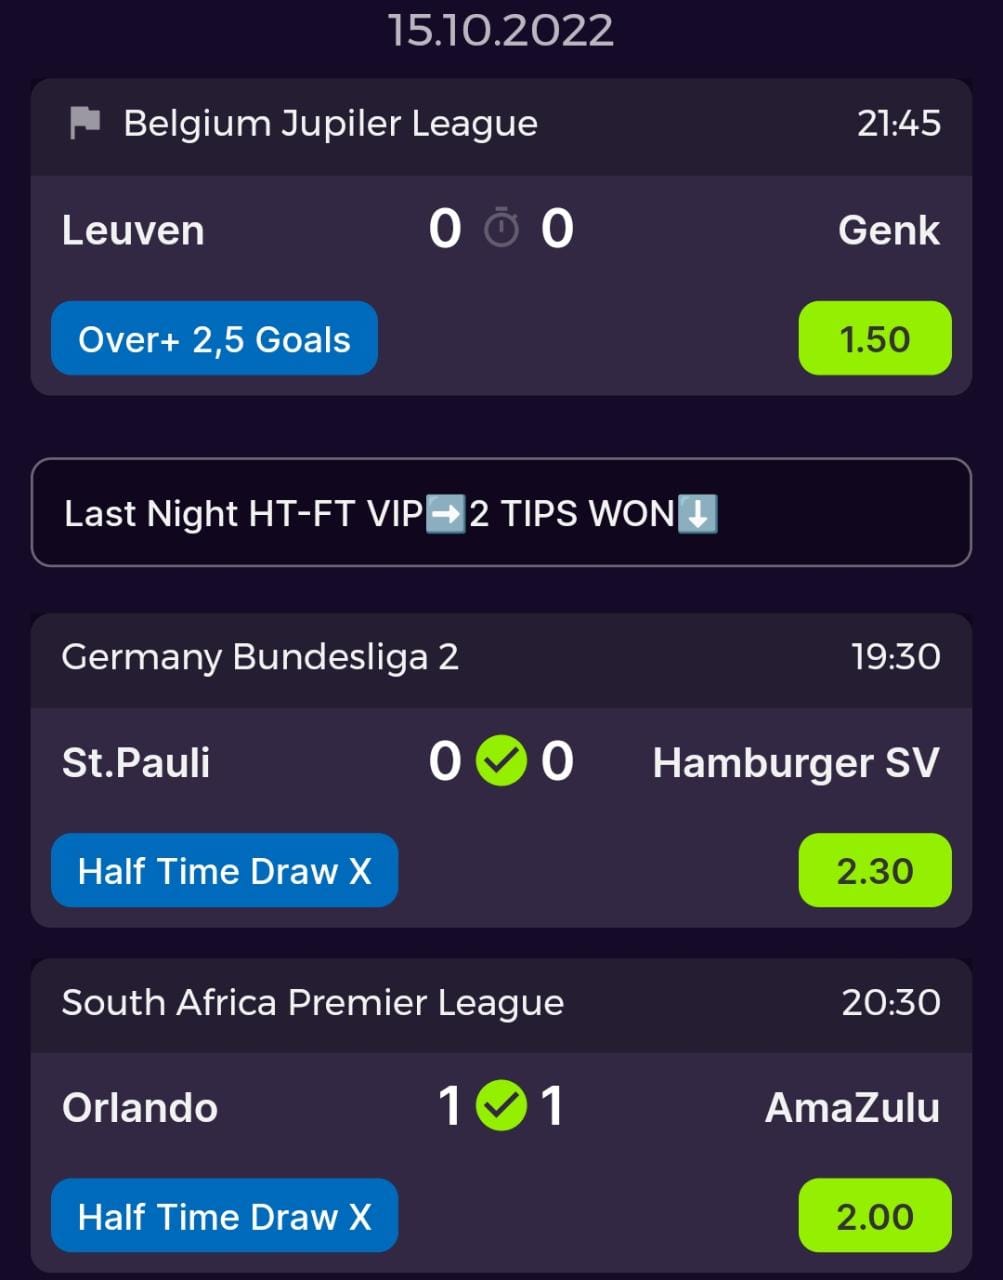 15.10.2022
Belgium Jupiler League 21:45
Leuven 0 0 Genk
Over+ 2,5 Goals 1.50
Last Night HT-FT VIP➡️2 TIPS WON⬇️
Germany Bundesliga 2 19:30
St.Pauli 0 0 Hamburger SV
Half Time Draw X 2.30
South Africa Premier League 20:30
Orlando 1 1 AmaZulu
Half Time Draw X 2.00